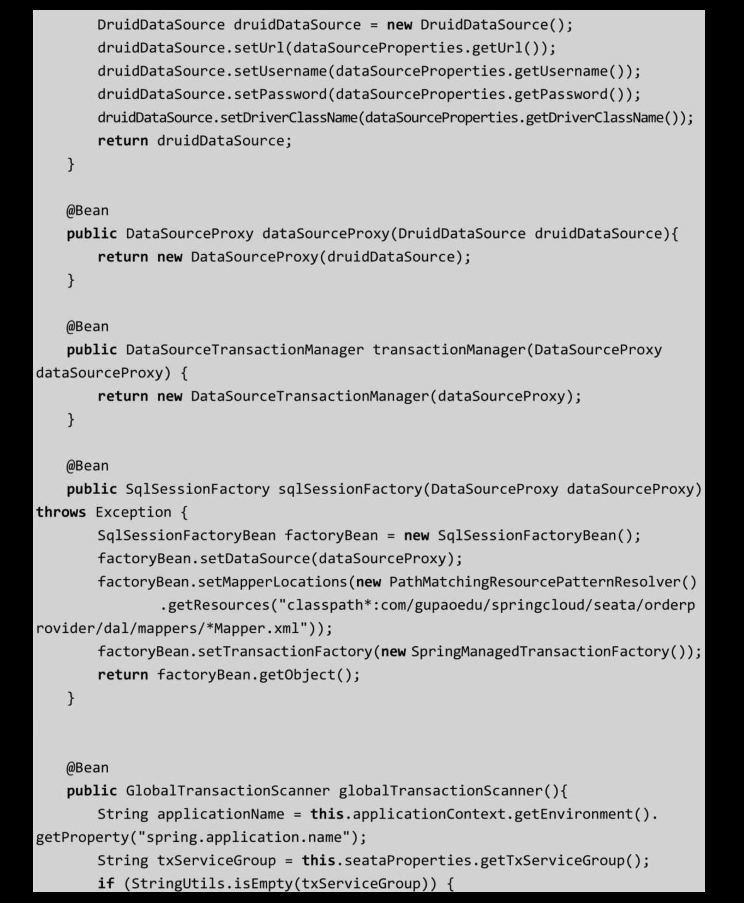 DruidDataSource druidDataSource = new DruidDataSource();
druidDataSource.setUrl(dataSourceProperties.getUrl());
druidDataSource.setUsername(dataSourceProperties.getUsername());
druidDataSource.setPassword(dataSourceProperties.getPassword());
druidDataSource.setDriverClassName(dataSourceProperties.getDriverClassName());
return druidDataSource;
}
@Bean
public DataSourceProxy dataSourceProxy(DruidDataSource druidDataSource){
return new DataSourceProxy(druidDataSource);
}
@Bean
public DataSourceTransactionManager transactionManager(DataSourceProxy
dataSourceProxy) {
return new DataSourceTransactionManager(dataSourceProxy);
}
@Bean
public SqlSessionFactory sqlSessionFactory(DataSourceProxy dataSourceProxy)
throws Exception {
SqlSessionFactoryBean factoryBean = new SqlSessionFactoryBean();
factoryBean.setDataSource(dataSourceProxy);
factoryBean.setMapperLocations(new PathMatchingResourcePatternResolver()
.getResources("classpath*:com/gupaoedu/springcloud/seata/orderp
rovider/dal/mappers/*Mapper.xml"));
factoryBean.setTransactionFactory(new SpringManagedTransactionFactory());
return factoryBean.getObject();
}
@Bean
public GlobalTransactionScanner globalTransactionScanner(){
String applicationName = this.applicationContext.getEnvironment().
getProperty("spring.application.name");
String txServiceGroup = this.seataProperties.getTxServiceGroup();
if (StringUtils.isEmpty(txServiceGroup)) {